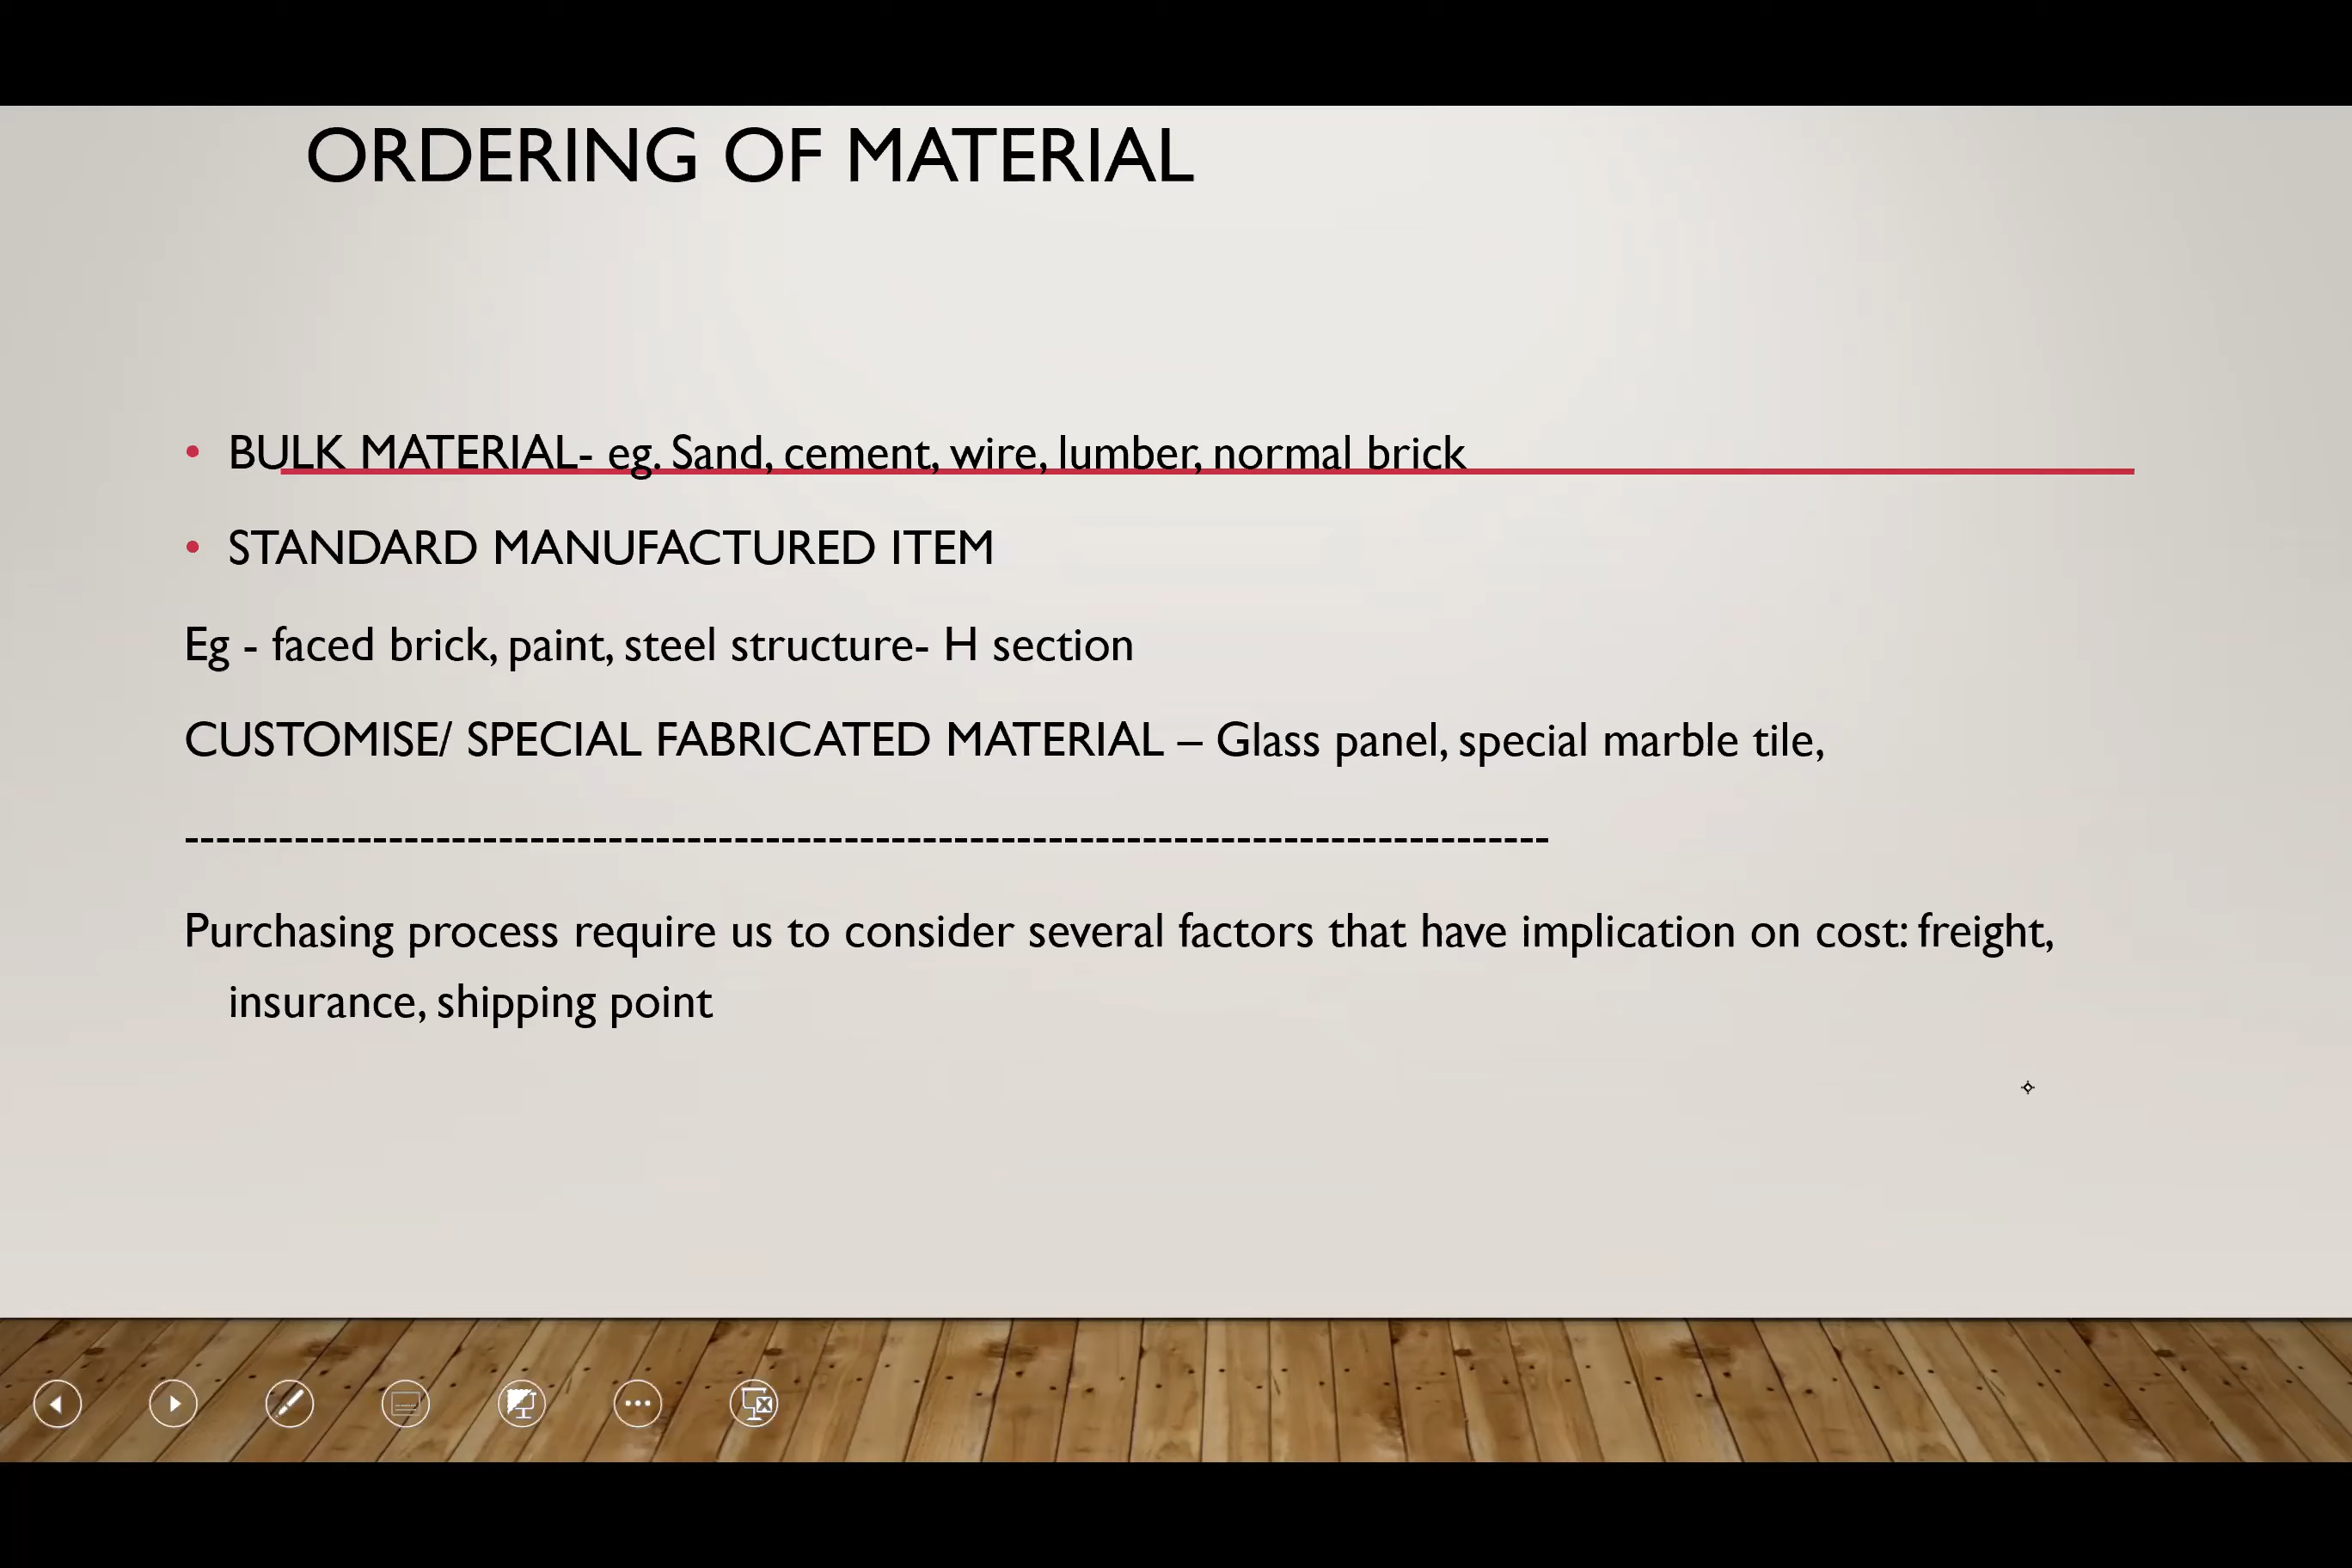 ORDERING OF MATERIAL
• BULK MATERIAL- eg. Sand, cement, wire, lumber, normal brick
• STANDARD MANUFACTURED ITEM
Eg - faced brick, paint, steel structure- H section
CUSTOMISE/ SPECIAL FABRICATED MATERIAL – Glass panel, special marble tile,
---------------------------------------------------------------------------------------
Purchasing process require us to consider several factors that have implication on cost: freight,
insurance, shipping point